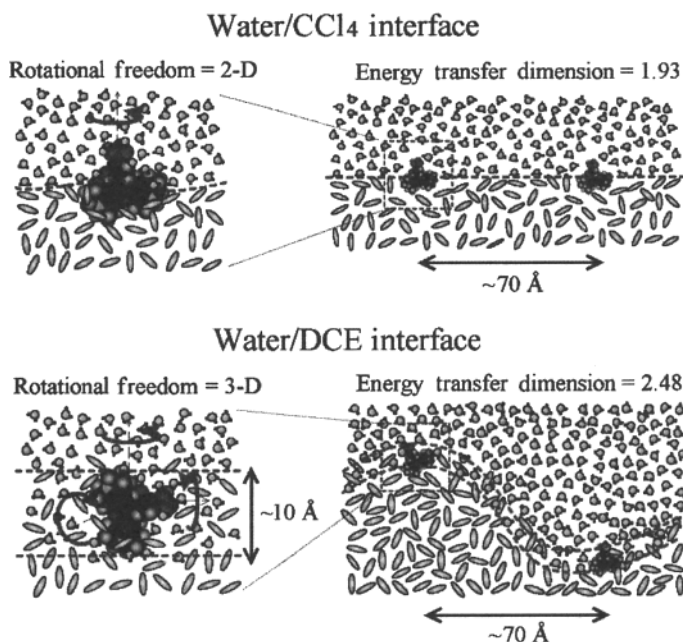 Water/CCl4 interface
Rotational freedom = 2-D
Energy transfer dimension = 1.93
~70 Å
Water/DCE interface
Rotational freedom = 3-D
Energy transfer dimension = 2.48
~10 Å
~70 Å